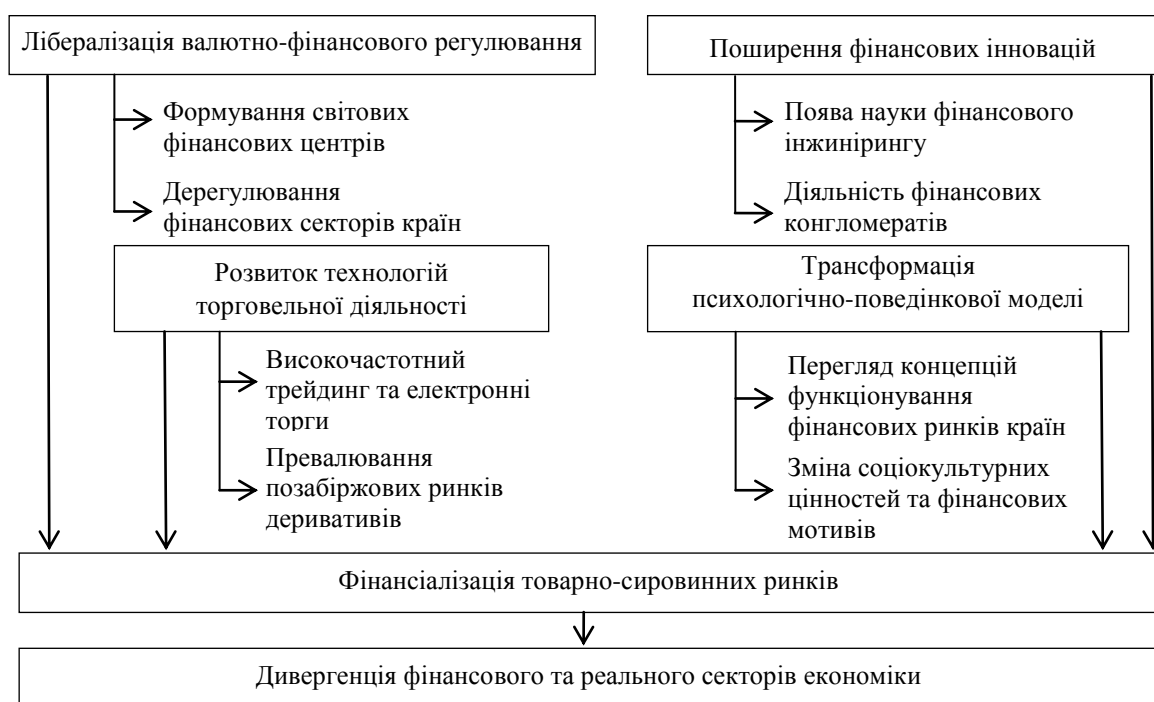 Лібералізація валютно-фінансового регулювання
Формування світових
фінансових центрів
Дерегулювання
фінансових секторів країн
Поширення фінансових інновацій
Поява науки фінансового
інжинірингу
Діяльність фінансових
конгломератів
Розвиток технологій
торговельної діяльності
Високочастотний
трейдинг та електронні
торги
Превалювання
позабіржових ринків
деривативів
Трансформація
психологічно-поведінкової моделі
Перегляд концепцій
функціонування
фінансових ринків країн
Зміна соціокультурних
цінностей та фінансових
мотивів
Фінансіалізація товарно-сировинних ринків
Дивергенція фінансового та реального секторів економіки